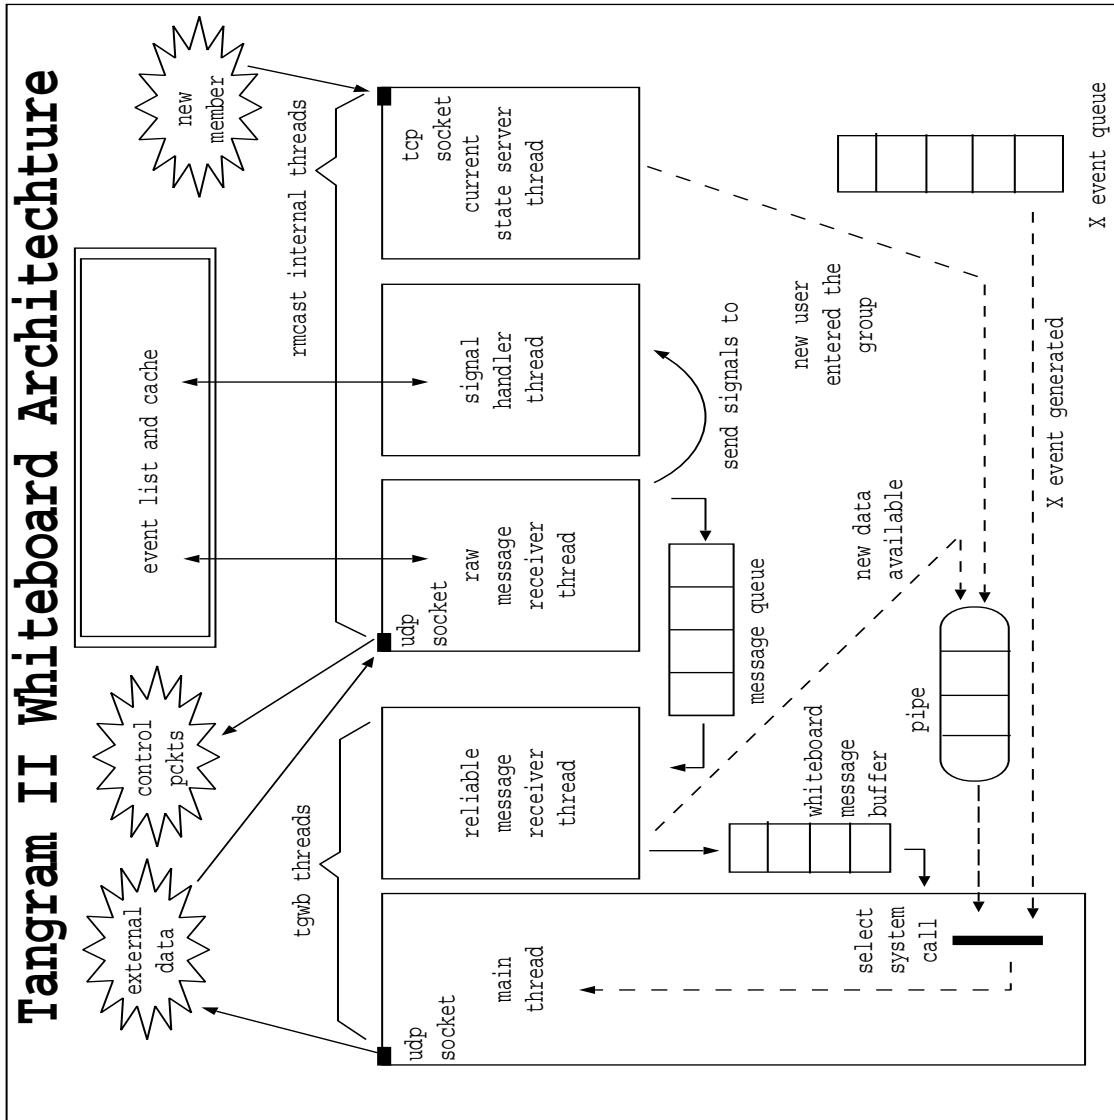 Tangram II Whiteboard Architechture
external
data
control
pckts
event list and cache
new
member
tgwb threads
rmcast internal threads
udp
socket
main
thread
reliable
message
receiver
thread
udp
socket
raw
message
receiver
thread
signal
handler
thread
tcp
socket
current
state server
thread
message queue
send signals to
whiteboard
message
buffer
new data
available
new user
entered the
group
select
system
call
pipe
X event generated
X event queue